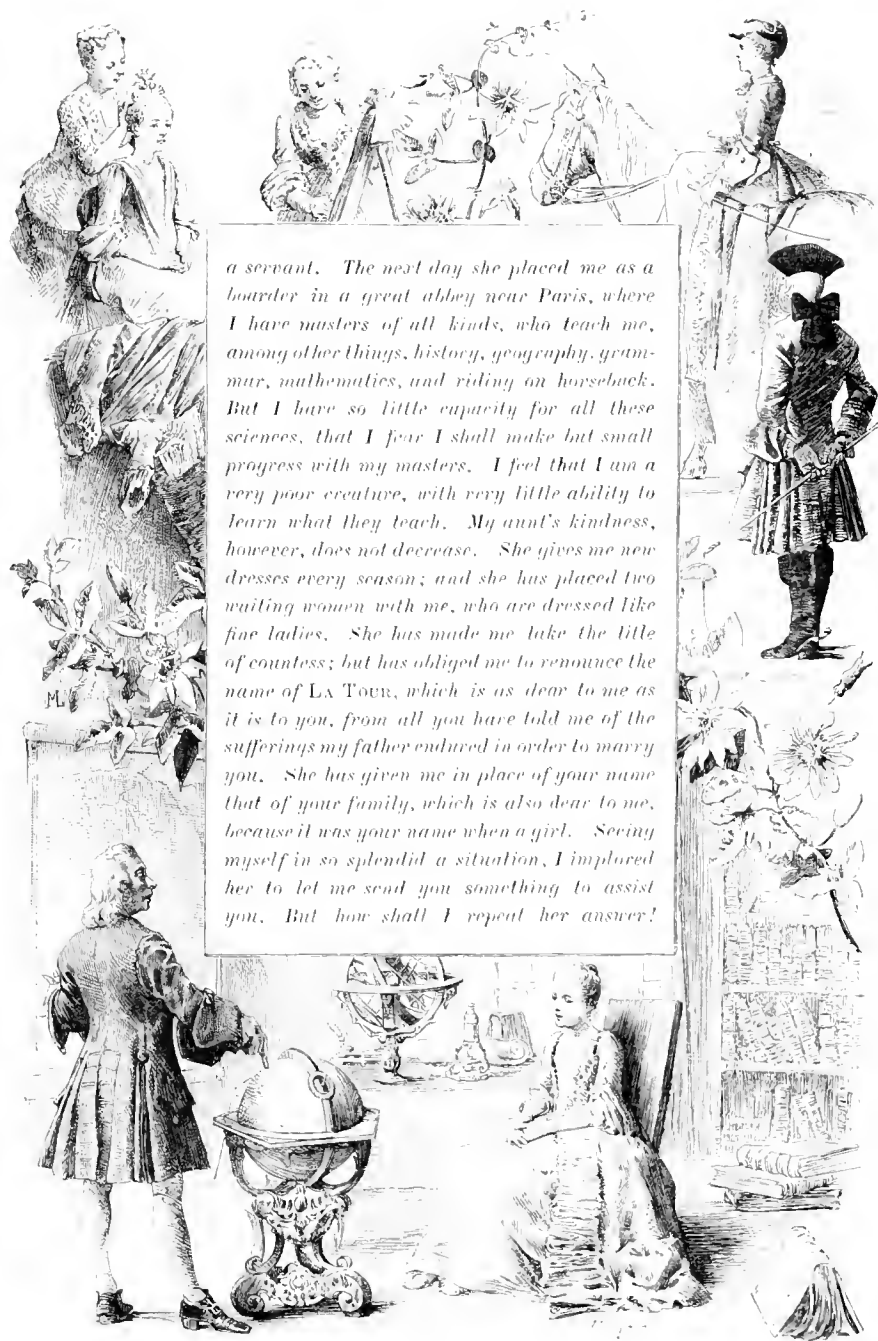 a servant. The next day she placed me as a
boarder in a great abbey near Paris, where
I have masters of all kinds, who teach me,
among other things, history, geography, gram-
mar, mathematics, and riding on horseback.
But I have so little capacity for all these
sciences, that I fear I shall make but small
progress with my masters. I feel that I am a
very poor creature, with very little ability to
learn what they teach. My aunt's kindness,
however, does not decrease. She gives me new
dresses every season; and she has placed two
waiting women with me, who are dressed like
fine ladies. She has made me take the title
of countess; but has obliged me to renounce the
name of LA TOUR, which is as dear to me as
it is to you, from all you have told me of the
sufferings my father endured in order to marry
you. She has given me in place of your name
that of your family, which is also dear to me,
because it was your name when a girl. Seeing
myself in so splendid a situation, I implored
her to let me send you something to assist
you. But how shall I repeat her answer!
ML